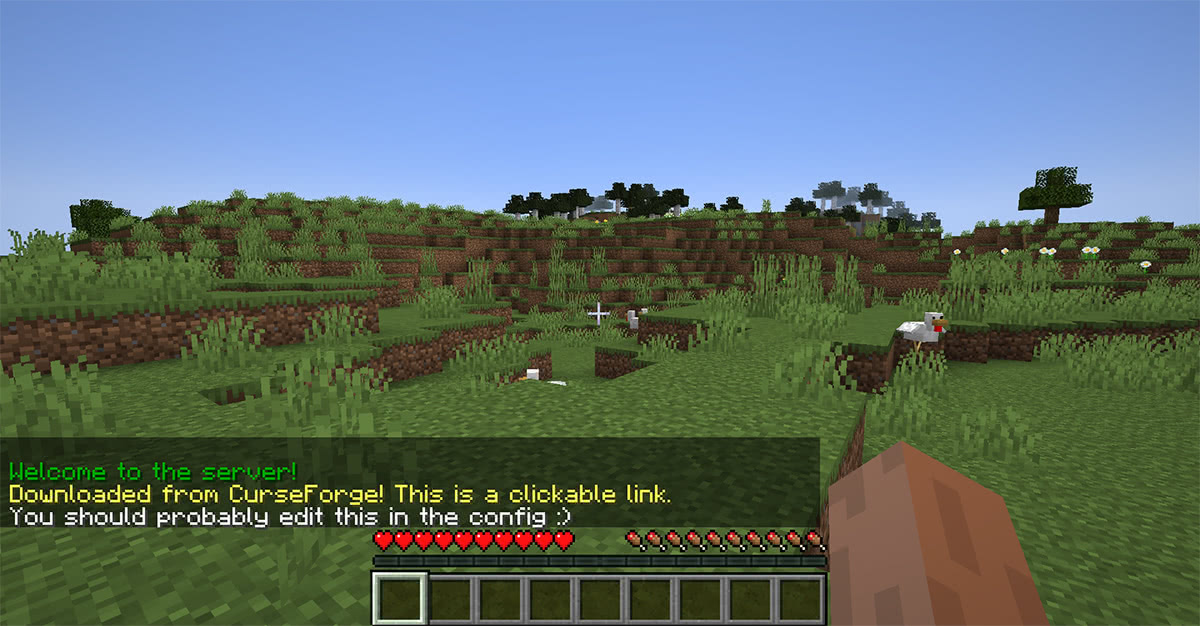 Welcome to the server!
Downloaded from CurseForge! This is a clickable link.
You should probably edit this in the config :)